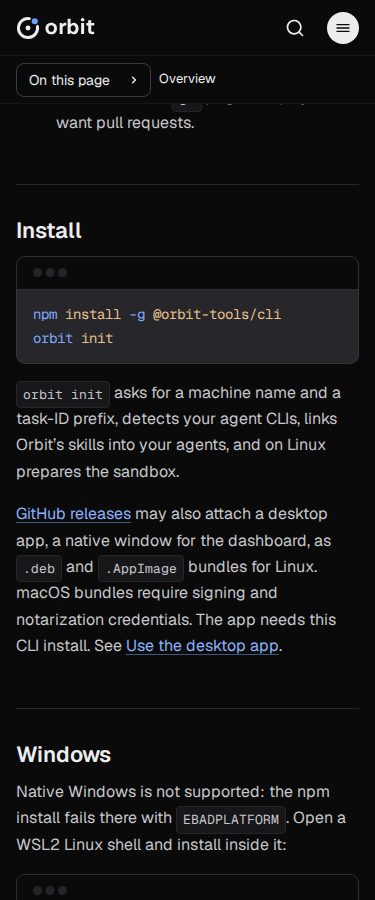 orbit
On this page
Overview
want pull requests.
Install
npm install -g @orbit-tools/cli
orbit init
orbit init asks for a machine name and a
task-ID prefix, detects your agent CLIs, links
Orbit’s skills into your agents, and on Linux
prepares the sandbox.
GitHub releases may also attach a desktop
app, a native window for the dashboard, as
.deb and .AppImage bundles for Linux.
macOS bundles require signing and
notarization credentials. The app needs this
CLI install. See Use the desktop app.
Windows
Native Windows is not supported: the npm
install fails there with EBADPLATFORM. Open a
WSL2 Linux shell and install inside it: